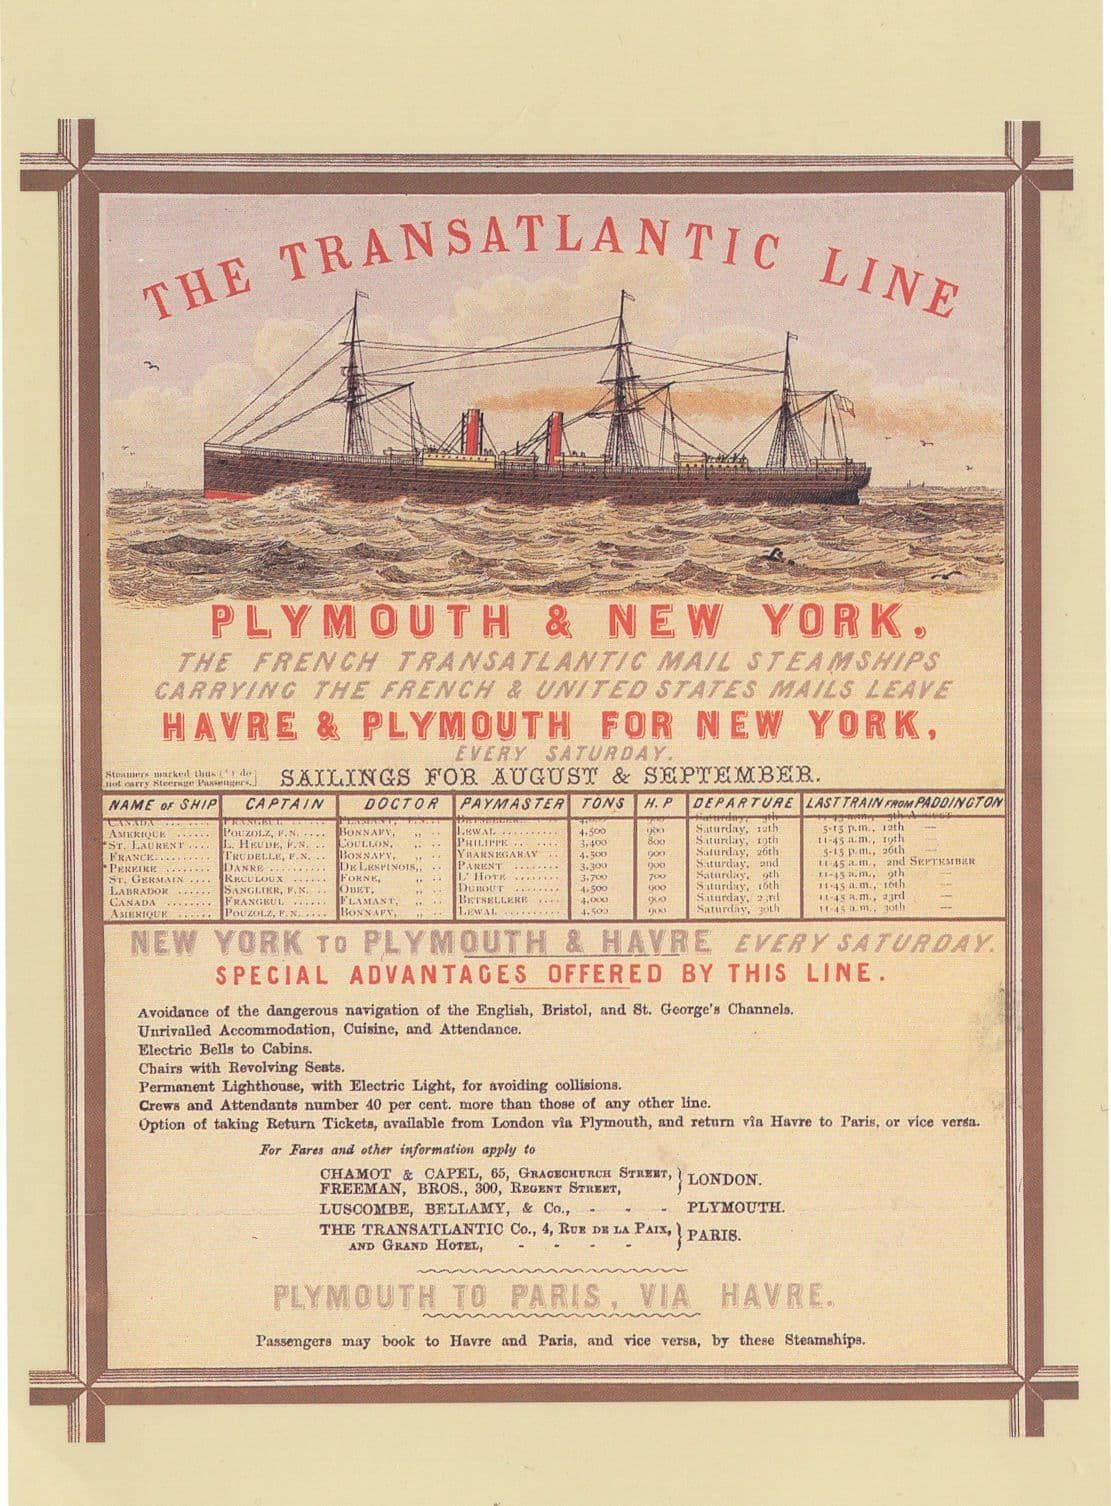 THE TRANSATLANTIC LINE
PLYMOUTH & NEW YORK.
THE FRENCH TRANSATLANTIC MAIL STEAMSHIPS
CARRYING THE FRENCH & UNITED STATES MAILS LEAVE
HAVRE & PLYMOUTH FOR NEW YORK,
EVERY SATURDAY.
Steamers marked thus (*) do
not carry Steerage Passengers.
SAILINGS FOR AUGUST & SEPTEMBER.
NAME OF SHIP CAPTAIN DOCTOR PAYMASTER TONS H. P DEPARTURE LAST TRAIN FROM PADDINGTON
CANADA FRANGEUL
AMERIQUE ...... POUZOLZ, F.N. .... BONNAFY, ,, .. LEWAL .......... 4,500 900 Saturday, 12th 5-15 p.m., 12th —
*ST. LAURENT .... L. HEUDE, F.N. .. COULLON, ,, .. PHILIPPE .. .... 3,400 800 Saturday, 19th 11-45 a.m., 19th —
FRANCE.......... TRUDELLE, F.N. .. BONNAFY, ,, .. YBARNEGARAY .. 4,500 900 Saturday, 26th 5-15 p.m., 26th —
*PEREIRE ........ DANRE .......... DE LESPINOIS,, .. PARENT ........ 3,300 900 Saturday, 2nd 11-45 a.m., 2nd SEPTEMBER
ST. GERMAIN .... RECULOUX ...... FORNE, ,, .. L' HOTE ........ 3,700 700 Saturday, 9th 11-45 a.m., 9th —
LABRADOR ...... SANGLIER, F.N. .. OBET, ,, .. DUBOUT ........ 4,500 900 Saturday, 16th 11-45 a.m., 16th —
CANADA ........ FRANGEUL ...... FLAMANT, ,, .. BETSELLERE .... 4,000 900 Saturday, 23rd 11-45 a.m., 23rd —
AMERIQUE ...... POUZOLZ, F.N. .... BONNAFY, ,, .. LEWAL .......... 4,500 900 Saturday, 30th 11-45 a.m., 30th —
NEW YORK TO PLYMOUTH & HAVRE EVERY SATURDAY.
SPECIAL ADVANTAGES OFFERED BY THIS LINE.
Avoidance of the dangerous navigation of the English, Bristol, and St. George's Channels.
Unrivalled Accommodation, Cuisine, and Attendance.
Electric Bells to Cabins.
Chairs with Revolving Seats.
Permanent Lighthouse, with Electric Light, for avoiding collisions.
Crews and Attendants number 40 per cent. more than those of any other line.
Option of taking Return Tickets, available from London vîa Plymouth, and return vîa Havre to Paris, or vice versa.
For Fares and other information apply to
CHAMOT & CAPEL, 65, GRACECHURCH STREET, } LONDON.
FREEMAN, BROS., 300, REGENT STREET,
LUSCOMBE, BELLAMY, & Co., - - - PLYMOUTH.
THE TRANSATLANTIC Co., 4, RUE DE LA PAIX, } PARIS.
AND GRAND HOTEL, - - - -
PLYMOUTH TO PARIS, VIA HAVRE.
Passengers may book to Havre and Paris, and vice versa, by these Steamships.